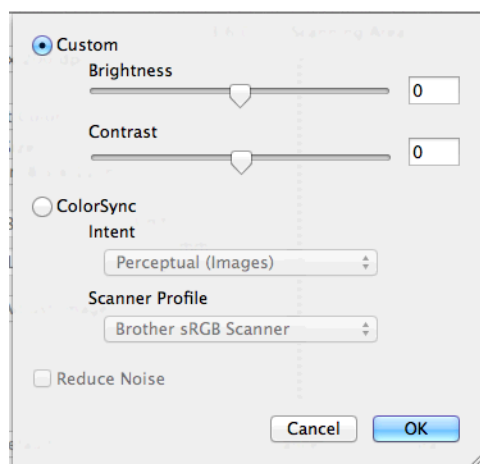 Custom
Brightness
0
Contrast
0
ColorSync
Intent
Perceptual (Images)
Scanner Profile
Brother sRGB Scanner
Reduce Noise
Cancel OK